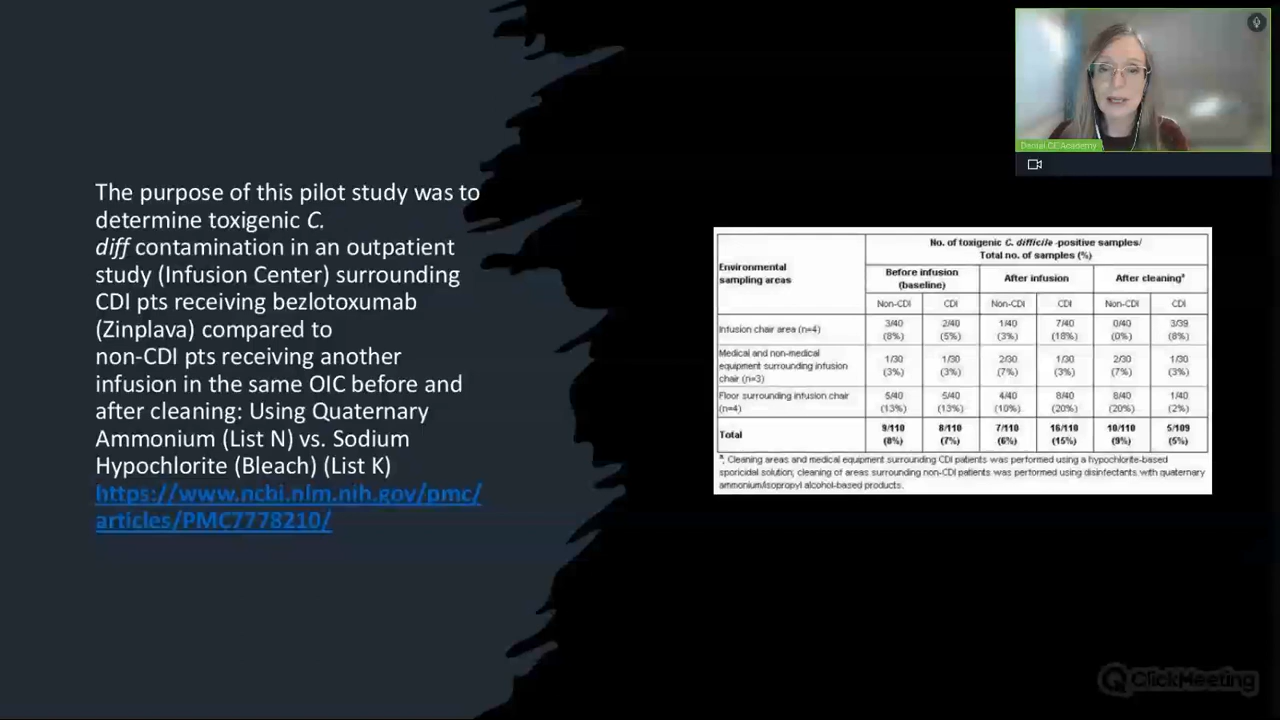 The purpose of this pilot study was to
determine toxigenic C.
diff contamination in an outpatient
study (Infusion Center) surrounding
CDI pts receiving bezlotoxumab
(Zinplava) compared to
non-CDI pts receiving another
infusion in the same OIC before and
after cleaning: Using Quaternary
Ammonium (List N) vs. Sodium
Hypochlorite (Bleach) (List K)
https://www.ncbi.nlm.nih.gov/pmc/
articles/PMC7778210/
Dental CE Academy
Environmental
sampling areas
No. of toxigenic C. difficile -positive samples/
Total no. of samples (%)
Before infusion
(baseline)
After infusion
After cleaningª
Non-CDI CDI Non-CDI CDI Non-CDI CDI
Infusion chair area (n=4)
3/40 2/40 1/40 7/40 0/40 3/39
(8%) (5%) (3%) (18%) (0%) (8%)
Medical and non-medical
equipment surrounding infusion
chair (n=3)
1/30 1/30 2/30 1/30 2/30 1/30
(3%) (3%) (7%) (3%) (7%) (3%)
Floor surrounding infusion chair
(n=4)
5/40 5/40 4/40 8/40 8/40 1/40
(13%) (13%) (10%) (20%) (20%) (2%)
Total
9/110 8/110 7/110 16/110 10/110 5/109
(8%) (7%) (6%) (15%) (9%) (5%)
ª, Cleaning areas and medical equipment surrounding CDI patients was performed using a hypochlorite-based
sporicidal solution; cleaning of areas surrounding non-CDI patients was performed using disinfectants with quaternary
ammonium/isopropyl alcohol-based products.
ClickMeeting